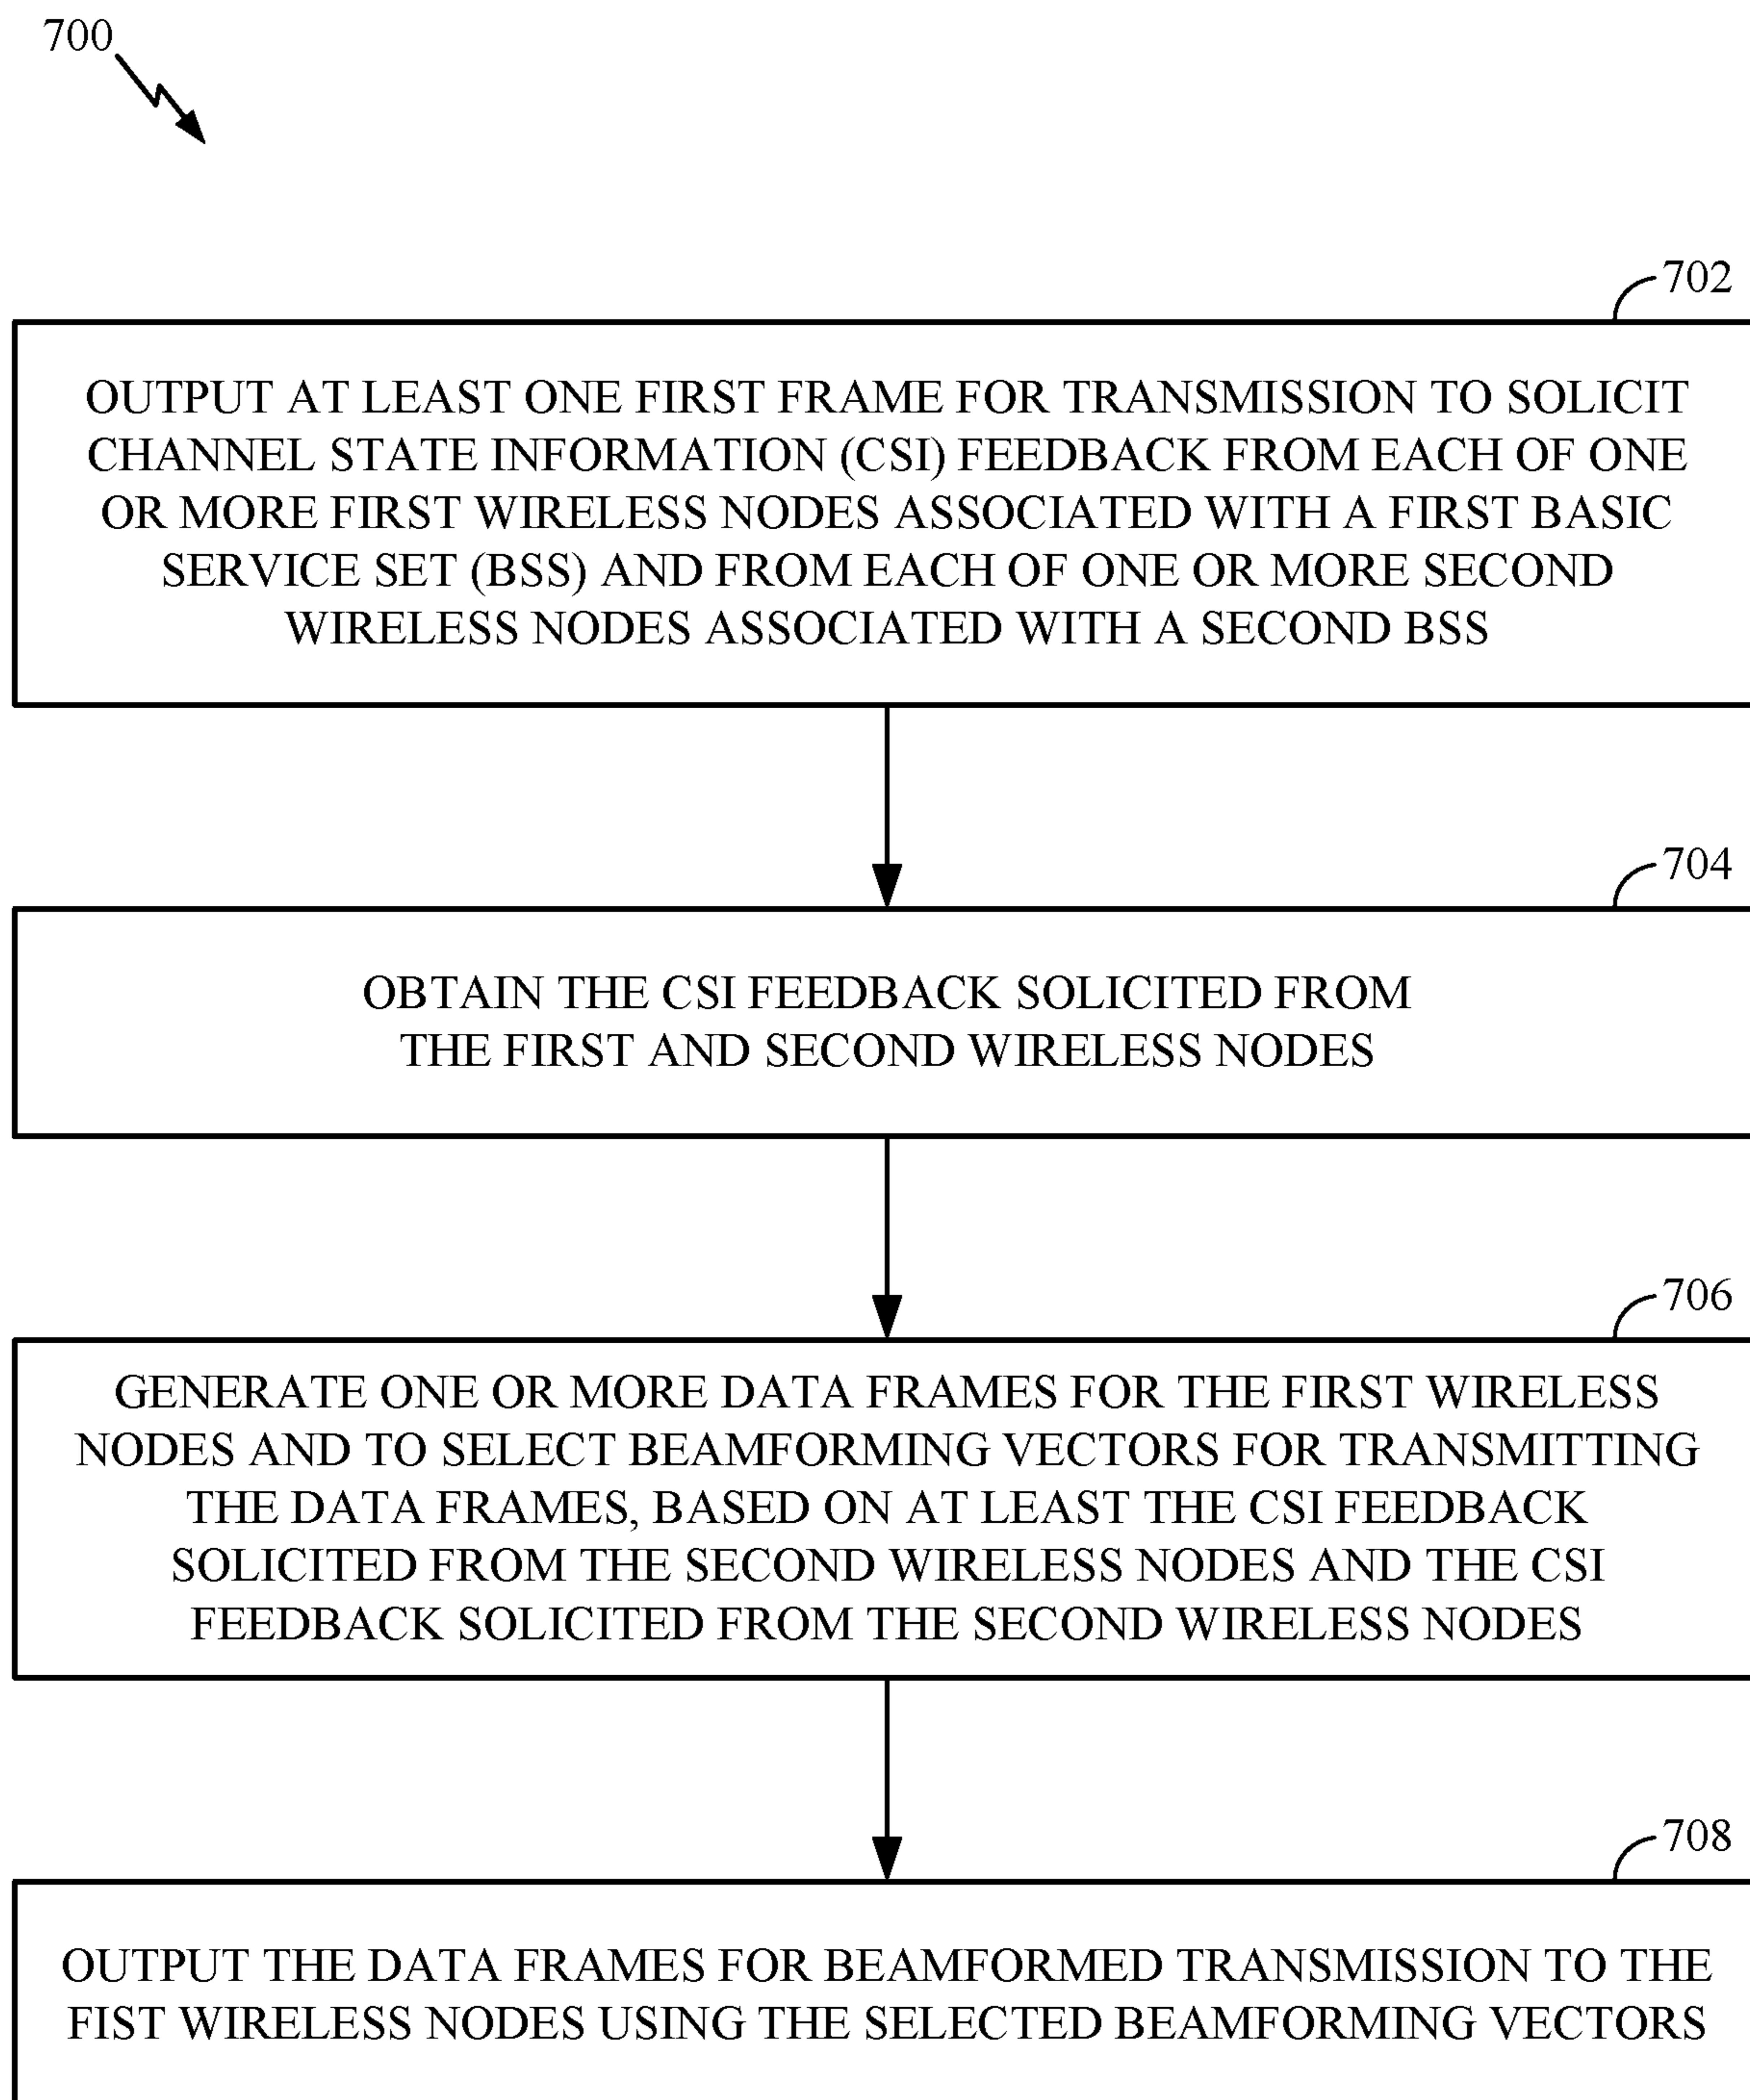 700
702
OUTPUT AT LEAST ONE FIRST FRAME FOR TRANSMISSION TO SOLICIT
CHANNEL STATE INFORMATION (CSI) FEEDBACK FROM EACH OF ONE
OR MORE FIRST WIRELESS NODES ASSOCIATED WITH A FIRST BASIC
SERVICE SET (BSS) AND FROM EACH OF ONE OR MORE SECOND
WIRELESS NODES ASSOCIATED WITH A SECOND BSS
704
OBTAIN THE CSI FEEDBACK SOLICITED FROM
THE FIRST AND SECOND WIRELESS NODES
706
GENERATE ONE OR MORE DATA FRAMES FOR THE FIRST WIRELESS
NODES AND TO SELECT BEAMFORMING VECTORS FOR TRANSMITTING
THE DATA FRAMES, BASED ON AT LEAST THE CSI FEEDBACK
SOLICITED FROM THE SECOND WIRELESS NODES AND THE CSI
FEEDBACK SOLICITED FROM THE SECOND WIRELESS NODES
708
OUTPUT THE DATA FRAMES FOR BEAMFORMED TRANSMISSION TO THE
FIST WIRELESS NODES USING THE SELECTED BEAMFORMING VECTORS